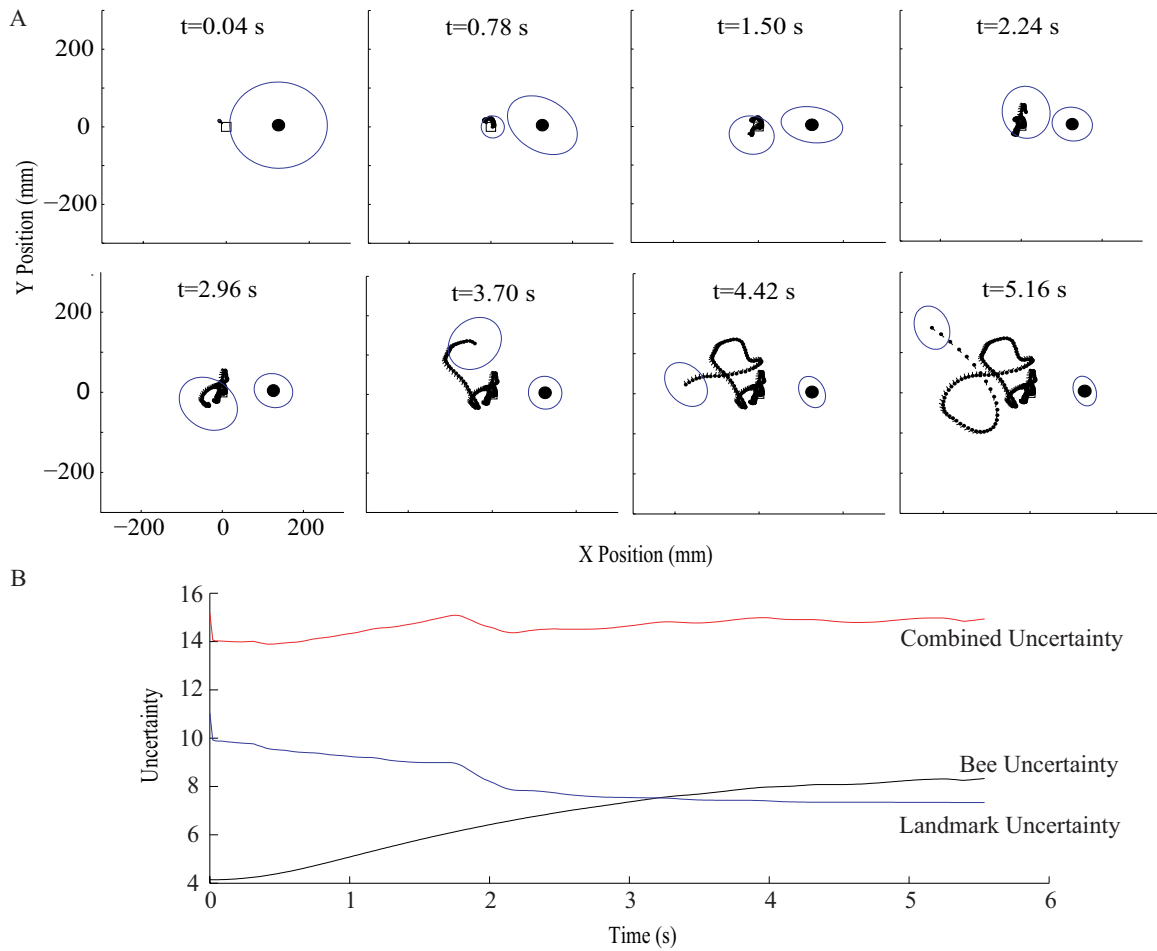 A
t=0.04 s
t=0.78 s
t=1.50 s
t=2.24 s
200
0
−200
t=2.96 s
t=3.70 s
t=4.42 s
t=5.16 s
200
0
−200
−200 0 200
Y Position (mm)
X Position (mm)
B
16
14
12
10
8
6
4
Uncertainty
Combined Uncertainty
Bee Uncertainty
Landmark Uncertainty
0 1 2 3 4 5 6
Time (s)